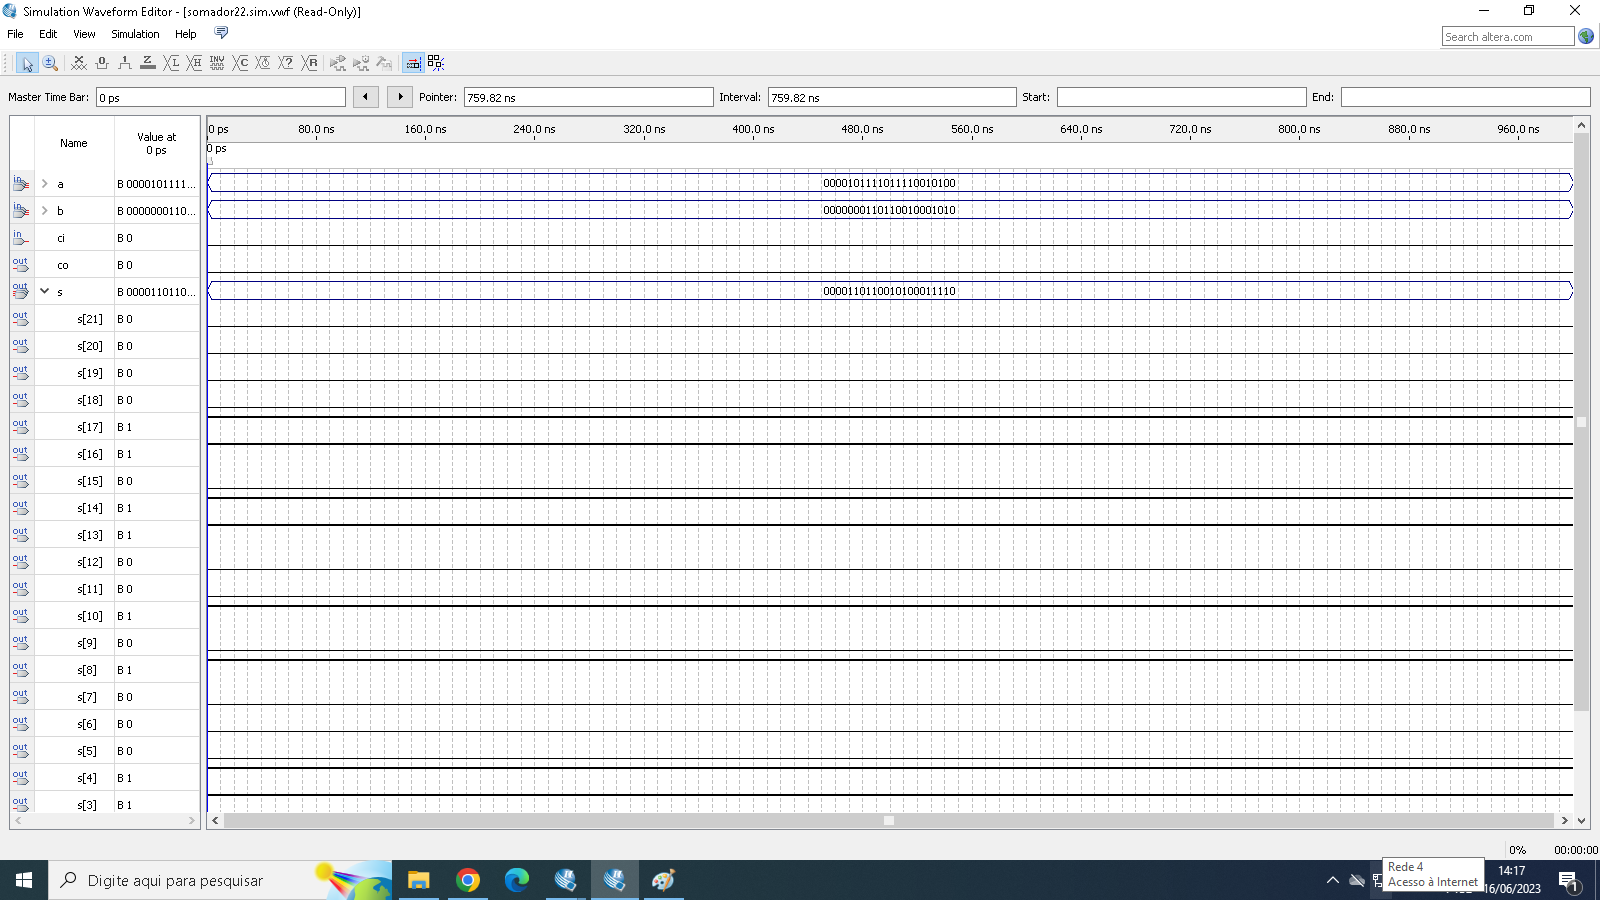 Simulation Waveform Editor - [somador22.sim.vwf (Read-Only)]
File Edit View Simulation Help
Search altera.com
Master Time Bar: 0 ps Pointer: 759.82 ns Interval: 759.82 ns Start: End:
Name Value at 0 ps 0 ps 80.0 ns 160.0 ns 240.0 ns 320.0 ns 400.0 ns 480.0 ns 560.0 ns 640.0 ns 720.0 ns 800.0 ns 880.0 ns 960.0 ns
0 ps
in a B 0000101111... 0000101111011110010100
in b B 0000000110... 0000000110110010001010
in ci B 0
out co B 0
out s B 0000110110... 0000110110010100011110
out s[21] B 0
out s[20] B 0
out s[19] B 0
out s[18] B 0
out s[17] B 1
out s[16] B 1
out s[15] B 0
out s[14] B 1
out s[13] B 1
out s[12] B 0
out s[11] B 0
out s[10] B 1
out s[9] B 0
out s[8] B 1
out s[7] B 0
out s[6] B 0
out s[5] B 0
out s[4] B 1
out s[3] B 1
0% 00:00:00
Rede 4
Acesso à Internet
Digite aqui para pesquisar
14:17
16/06/2023
1